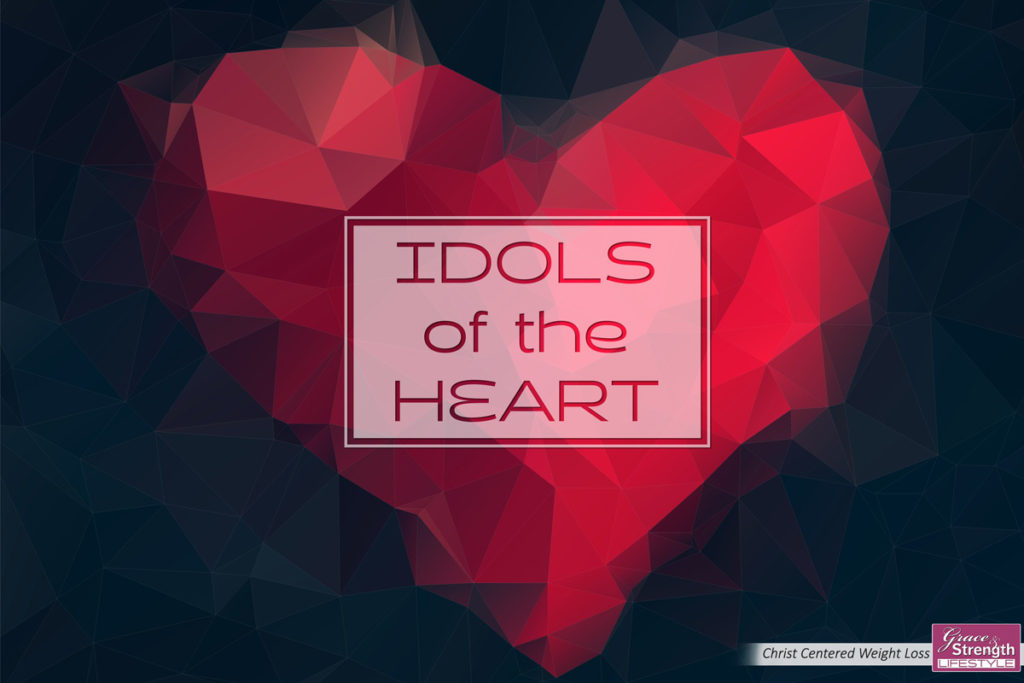 IDOLS
of the
HEART
Christ Centered Weight Loss
Grace &
Strength
LIFESTYLE